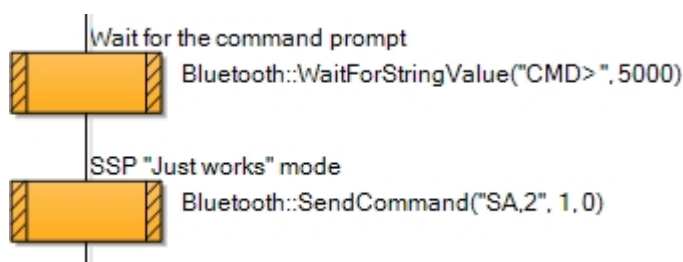 Wait for the command prompt
Bluetooth::WaitForStringValue("CMD> ", 5000)
SSP "Just works" mode
Bluetooth::SendCommand("SA,2", 1, 0)